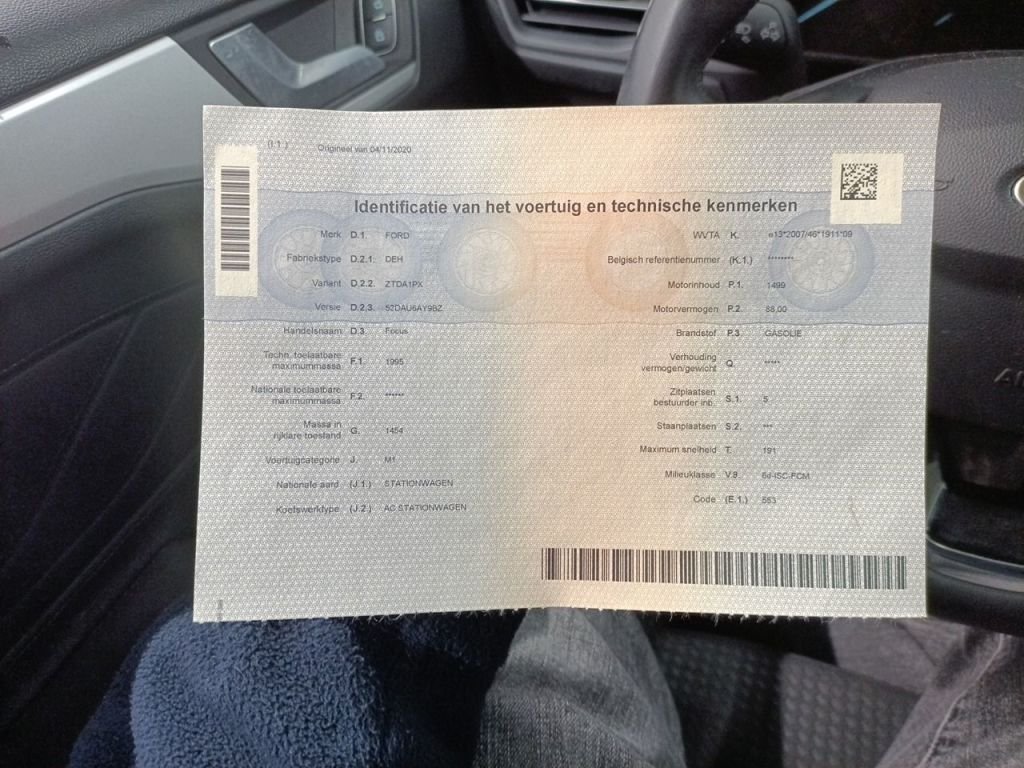 (I.1.) Origineel van 04/11/2020
Identificatie van het voertuig en technische kenmerken
Merk D.1. FORD
Fabriekstype D.2.1. DEH
Variant D.2.2. ZTDA1PX
Versie D.2.3. 52DAU6AY9BZ
Handelsnaam D.3 Focus
Techn. toelaatbare
maximummassa F.1. 1995
Nationale toelaatbare
maximummassa F.2. ******
Massa in
rijklare toestand G. 1454
Voertuigcategorie J. M1
Nationale aard (J.1.) STATIONWAGEN
Koetswerktype (J.2.) AC STATIONWAGEN
WVTA K. e13*2007/46*1911*09
Belgisch referentienummer (K.1.) ********
Motorinhoud P.1. 1499
Motorvermogen P.2. 88,00
Brandstof P.3. GASOLIE
Verhouding
vermogen/gewicht Q. *****
Zitplaatsen
bestuurder inb. S.1. 5
Staanplaatsen S.2. ***
Maximum snelheid T. 191
Milieuklasse V.9. 6d-ISC-FCM
Code (E.1.) 563